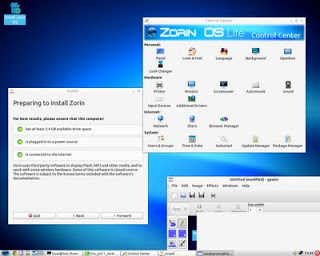 Install Zorin OS
Control Center
Zorin OS Lite Control Center
Personal:
Panel
Look & Feel
Language
Background
Openbox
Look Changer
Hardware:
Printer
Monitor
Screensaver
Automount
Sound
Input Devices
Additional Drivers
Internet:
Network
Share
Browser Manager
System:
Users & Groups
Time & Date
Autostart
Update Manager
Package Manager
Install
Preparing to install Zorin
For best results, please ensure that this computer:
has at least 3.4 GB available drive space
is plugged in to a power source
is connected to the internet
Zorin uses third-party software to display Flash, MP3 and other media, and to
work with some wireless hardware. Some of this software is closed-source.
The software is subject to the license terms included with the software's
documentation.
Quit
Back
Forward
Untitled (modified) - gpaint
File Edit Image Effects Windows Help
Sans
12
line width
Control Center
Install
Untitled (modified)